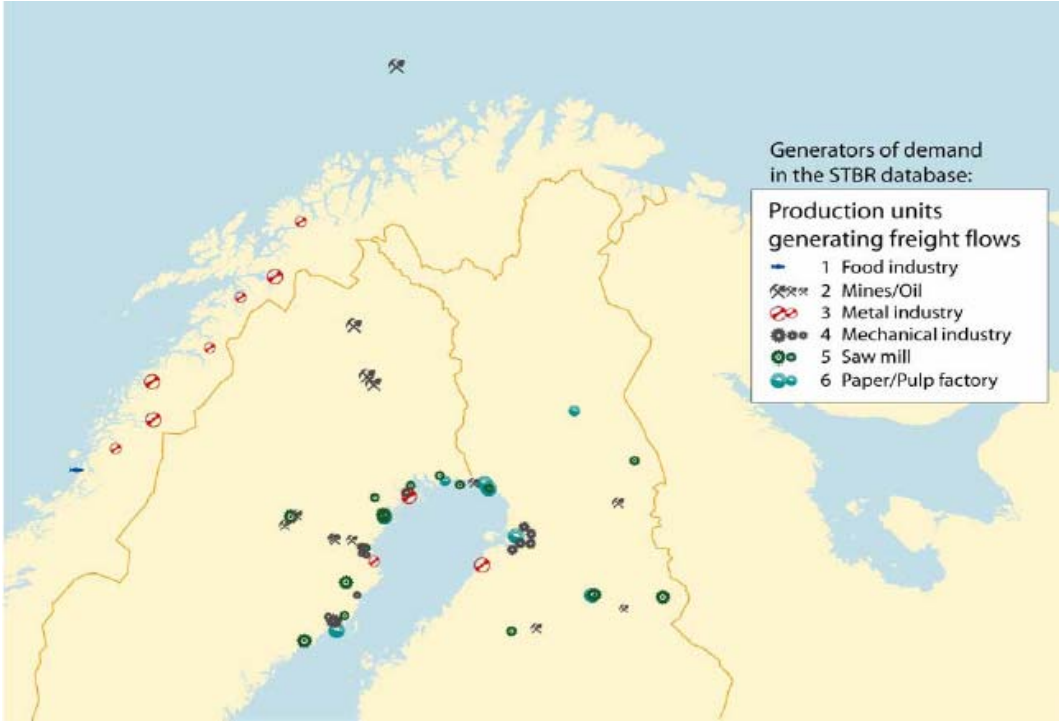 Generators of demand
in the STBR database:
Production units
generating freight flows
1 Food industry
2 Mines/Oil
3 Metal industry
4 Mechanical industry
5 Saw mill
6 Paper/Pulp factory